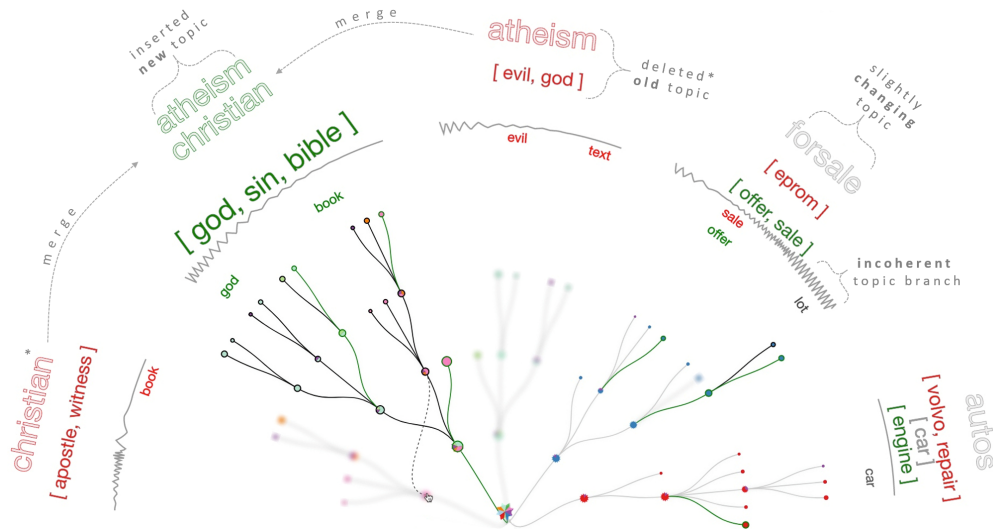 inserted
new topic
atheism
christian
merge
atheism
[ evil, god ]
deleted*
old topic
slightly
changing
topic
forsale
[ eprom ]
[ offer, sale ]
sale
offer
lot
incoherent
topic branch
evil
text
[ god, sin, bible ]
book
god
merge
christian*
[ apostle, witness ]
book
car
[ engine ]
[ car ]
[ volvo, repair ]
autos